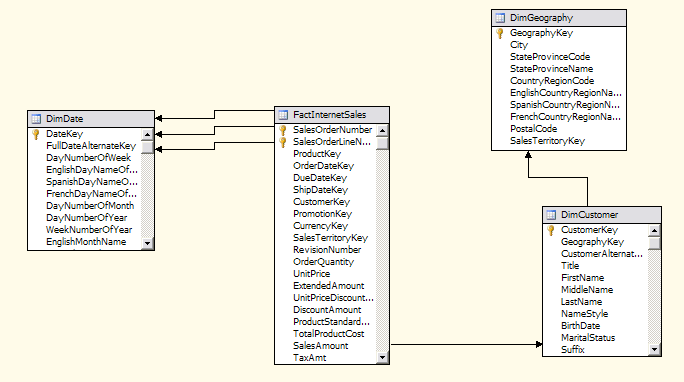 DimDate
DateKey
FullDateAlternateKey
DayNumberOfWeek
EnglishDayNameOf...
SpanishDayNameO...
FrenchDayNameOf...
DayNumberOfMonth
DayNumberOfYear
WeekNumberOfYear
EnglishMonthName
FactInternetSales
SalesOrderNumber
SalesOrderLineN...
ProductKey
OrderDateKey
DueDateKey
ShipDateKey
CustomerKey
PromotionKey
CurrencyKey
SalesTerritoryKey
RevisionNumber
OrderQuantity
UnitPrice
ExtendedAmount
UnitPriceDiscount...
DiscountAmount
ProductStandard...
TotalProductCost
SalesAmount
TaxAmt
DimGeography
GeographyKey
City
StateProvinceCode
StateProvinceName
CountryRegionCode
EnglishCountryRegionNa...
SpanishCountryRegionN...
FrenchCountryRegionNa...
PostalCode
SalesTerritoryKey
DimCustomer
CustomerKey
GeographyKey
CustomerAlternat...
Title
FirstName
MiddleName
LastName
NameStyle
BirthDate
MaritalStatus
Suffix